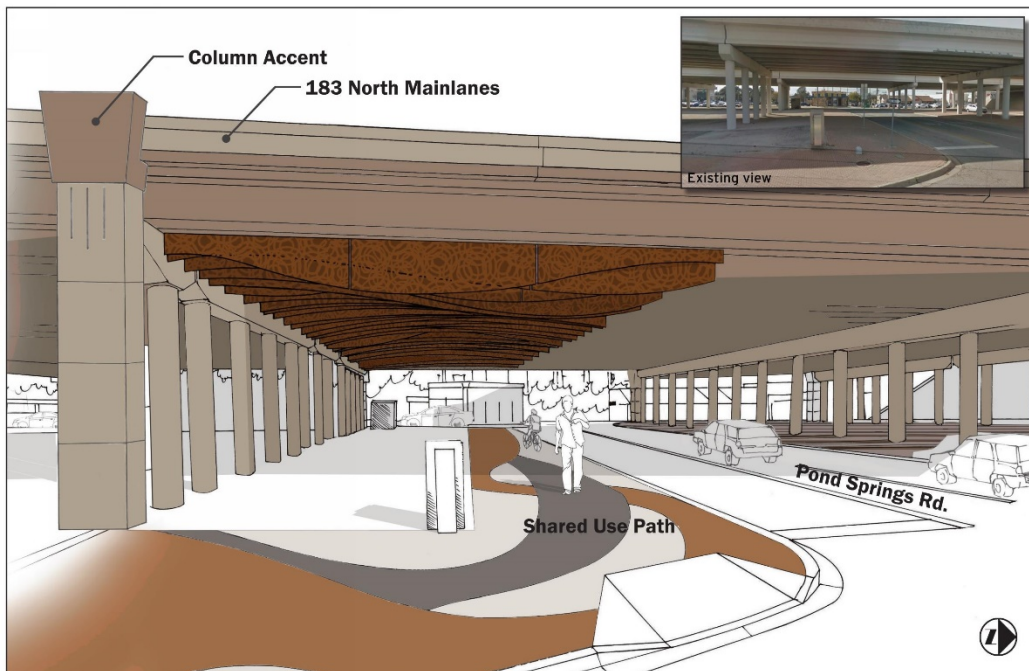 Column Accent
183 North Mainlanes
Existing view
Pond Springs Rd.
Shared Use Path